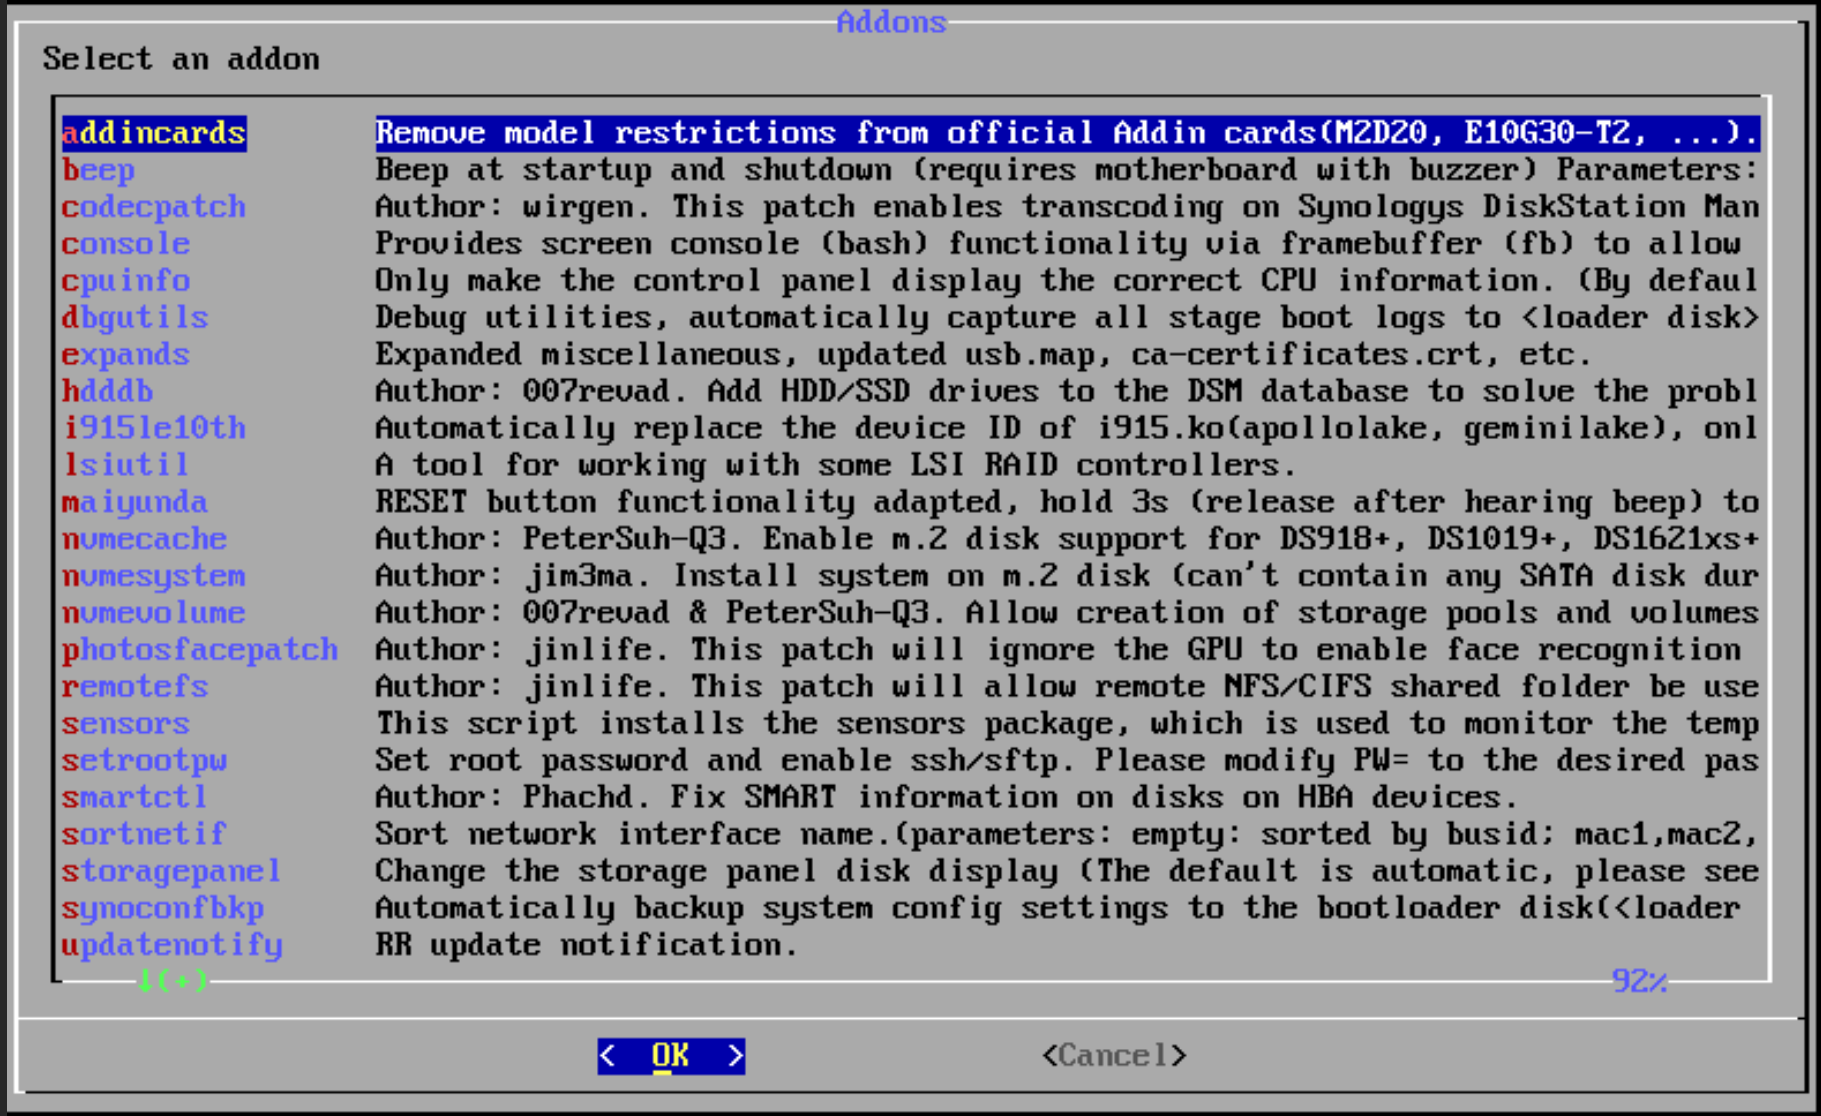 Addons
Select an addon
addincards Remove model restrictions from official Addin cards(M2D20, E10G30-T2, ...).
beep Beep at startup and shutdown (requires motherboard with buzzer) Parameters:
codecpatch Author: wirgen. This patch enables transcoding on Synologys DiskStation Man
console Provides screen console (bash) functionality via framebuffer (fb) to allow
cpuinfo Only make the control panel display the correct CPU information. (By defaul
dbgutils Debug utilities, automatically capture all stage boot logs to <loader disk>
expands Expanded miscellaneous, updated usb.map, ca-certificates.crt, etc.
hdddb Author: 007revad. Add HDD/SSD drives to the DSM database to solve the probl
i915le10th Automatically replace the device ID of i915.ko(apollolake, geminilake), onl
lsiutil A tool for working with some LSI RAID controllers.
maiyunda RESET button functionality adapted, hold 3s (release after hearing beep) to
nvmecache Author: PeterSuh-Q3. Enable m.2 disk support for DS918+, DS1019+, DS1621xs+
nvmesystem Author: jim3ma. Install system on m.2 disk (can't contain any SATA disk dur
nvmevolume Author: 007revad & PeterSuh-Q3. Allow creation of storage pools and volumes
photosfacepatch Author: jinlife. This patch will ignore the GPU to enable face recognition
remotefs Author: jinlife. This patch will allow remote NFS/CIFS shared folder be use
sensors This script installs the sensors package, which is used to monitor the temp
setrootpw Set root password and enable ssh/sftp. Please modify PW= to the desired pas
smartctl Author: Phachd. Fix SMART information on disks on HBA devices.
sortnetif Sort network interface name.(parameters: empty: sorted by busid; mac1,mac2,
storagepanel Change the storage panel disk display (The default is automatic, please see
synoconfbkp Automatically backup system config settings to the bootloader disk(<loader
updatenotify RR update notification.
↓(+) 92%
< OK > <Cancel>